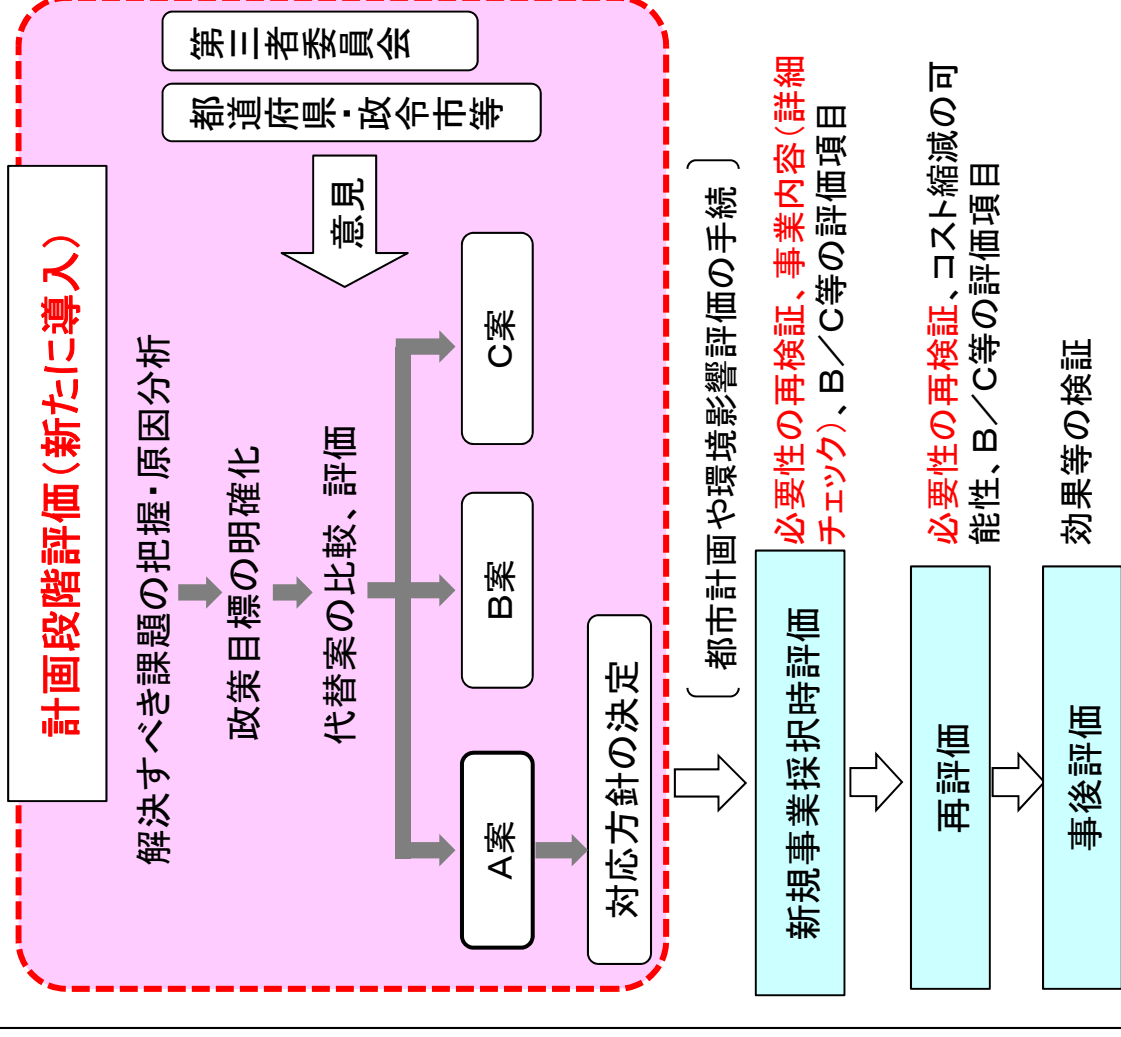 計画段階評価(新たに導入)
解決すべき課題の把握・原因分析
政策目標の明確化
代替案の比較、評価
第三者委員会
都道府県・政令市等
意見
A案
B案
C案
対応方針の決定
都市計画や環境影響評価の手続
新規事業採択時評価
必要性の再検証、事業内容(詳細
チェック)、B/C等の評価項目
再評価
必要性の再検証、コスト縮減の可
能性、B/C等の評価項目
事後評価
効果等の検証